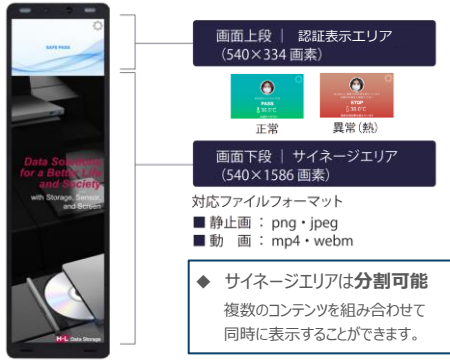 SAFE PASS
Data Solutions
for a Better Life
and Society
with Storage, Sensor,
and Screen
H-L Data Storage
画面上段 | 認証表示エリア
(540×334 画素)
PASS
36.5°C
正常
STOP
38.0°C
異常(熱)
画面下段 | サイネージエリア
(540×1586 画素)
対応ファイルフォーマット
■ 静止画 : png・jpeg
■ 動 画 : mp4・webm
◆ サイネージエリアは分割可能
複数のコンテンツを組み合わせて
同時に表示することができます。